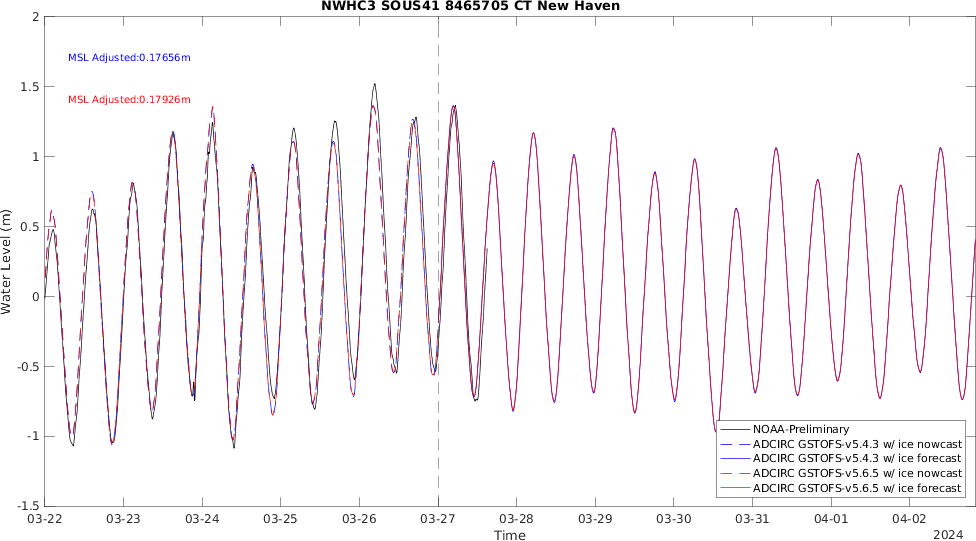 NWHC3 SOUS41 8465705 CT New Haven
MSL Adjusted:0.17656m
MSL Adjusted:0.17926m
Water Level (m)
2
1.5
1
0.5
0
-0.5
-1
-1.5
NOAA-Preliminary
ADCIRC GSTOFS-v5.4.3 w/ ice nowcast
ADCIRC GSTOFS-v5.4.3 w/ ice forecast
ADCIRC GSTOFS-v5.6.5 w/ ice nowcast
ADCIRC GSTOFS-v5.6.5 w/ ice forecast
03-22 03-23 03-24 03-25 03-26 03-27 03-28 03-29 03-30 03-31 04-01 04-02
Time
2024